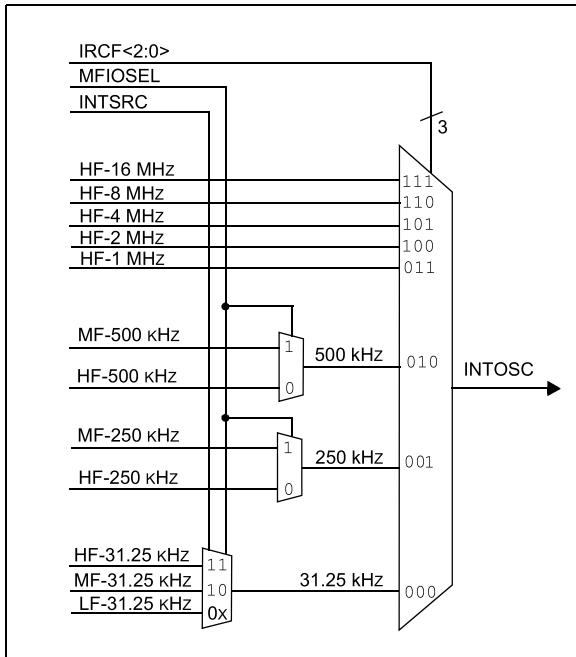 IRCF<2:0>
MFIOSEL
INTSRC
3
HF-16 MHZ
111
HF-8 MHZ
110
HF-4 MHZ
101
HF-2 MHZ
100
HF-1 MHZ
011
MF-500 KHZ
1
500 kHZ
010
HF-500 KHZ
0
INTOSC
MF-250 KHZ
1
250 kHZ
001
HF-250 KHZ
0
HF-31.25 KHZ
11
MF-31.25 KHZ
10
31.25 kHZ
000
LF-31.25 KHZ
0x